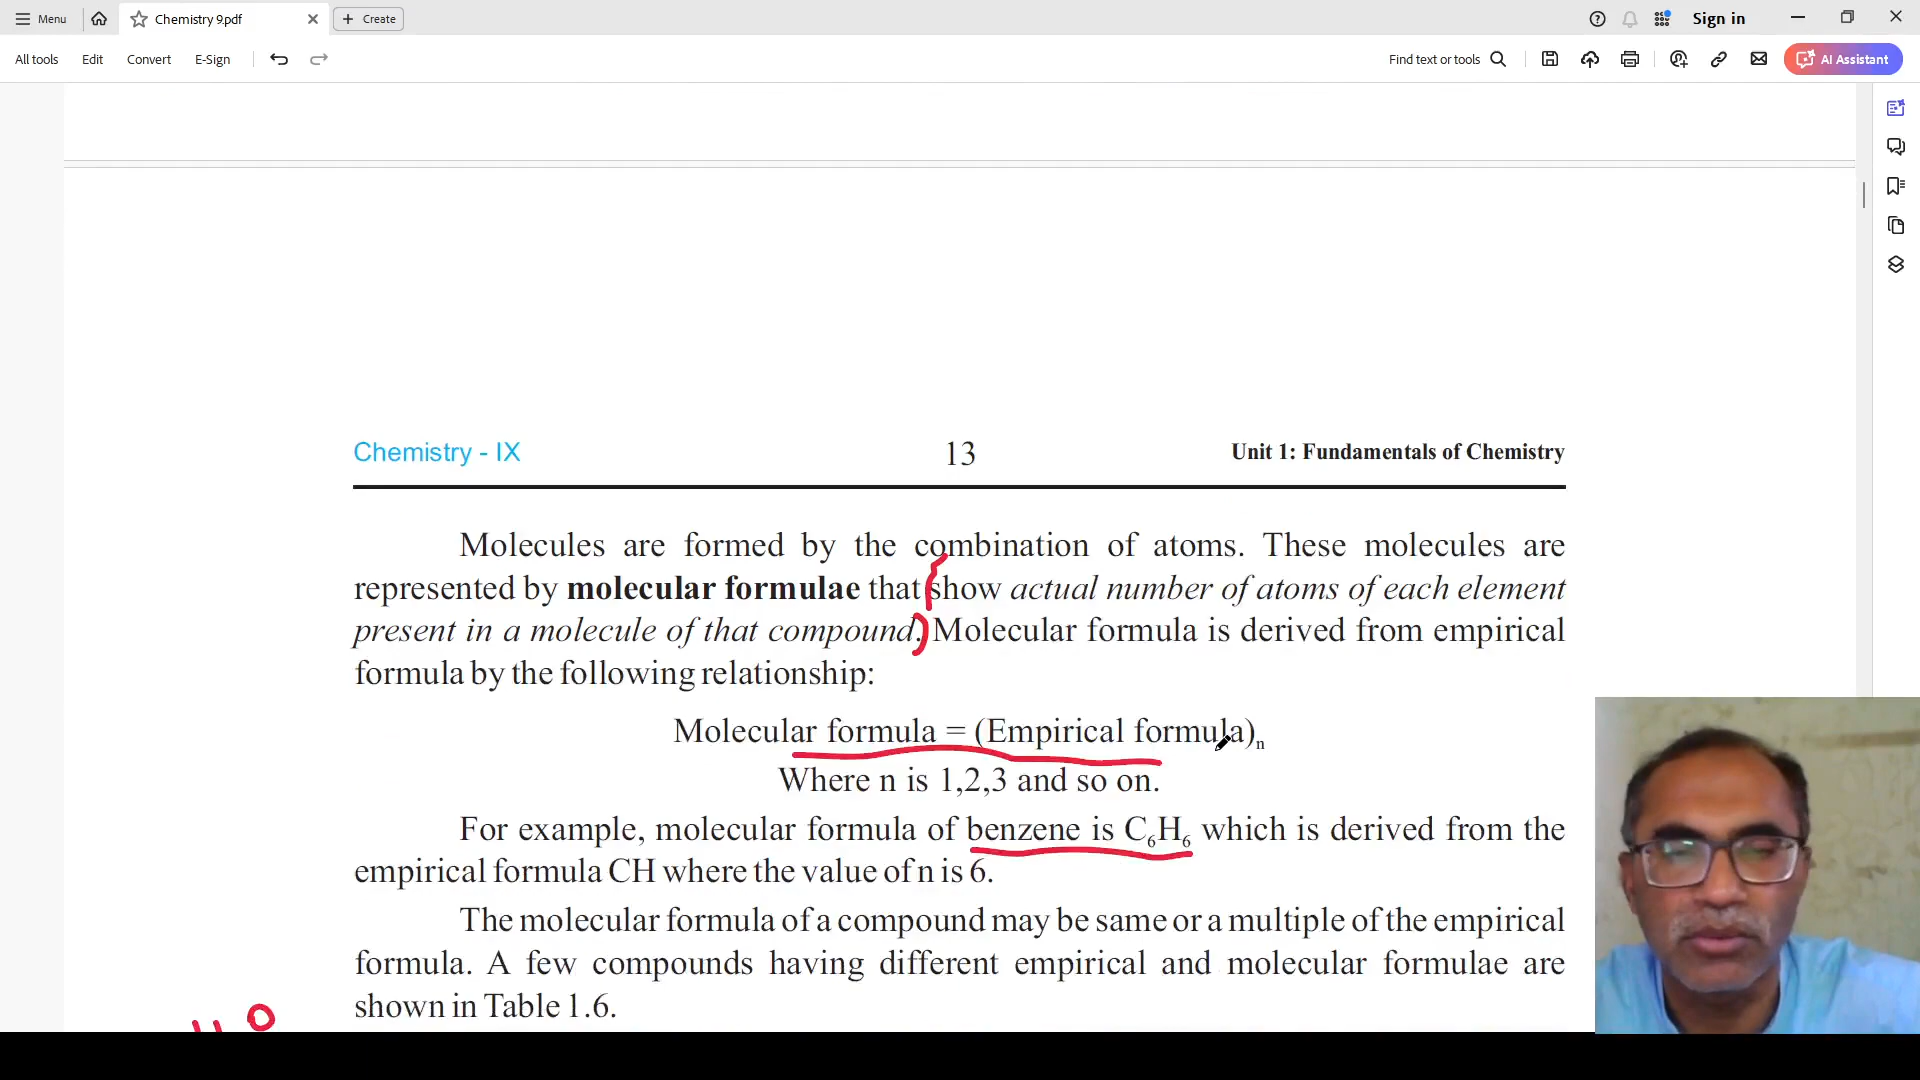 Menu
Chemistry 9.pdf
Create
Sign in
All tools
Edit
Convert
E-Sign
Find text or tools
AI Assistant
Chemistry - IX
13
Unit 1: Fundamentals of Chemistry
Molecules are formed by the combination of atoms. These molecules are
represented by molecular formulae that show actual number of atoms of each element
present in a molecule of that compound. Molecular formula is derived from empirical
formula by the following relationship:
Molecular formula = (Empirical formula)ₙ
Where n is 1,2,3 and so on.
For example, molecular formula of benzene is C₆H₆ which is derived from the
empirical formula CH where the value of n is 6.
The molecular formula of a compound may be same or a multiple of the empirical
formula. A few compounds having different empirical and molecular formulae are
shown in Table 1.6.